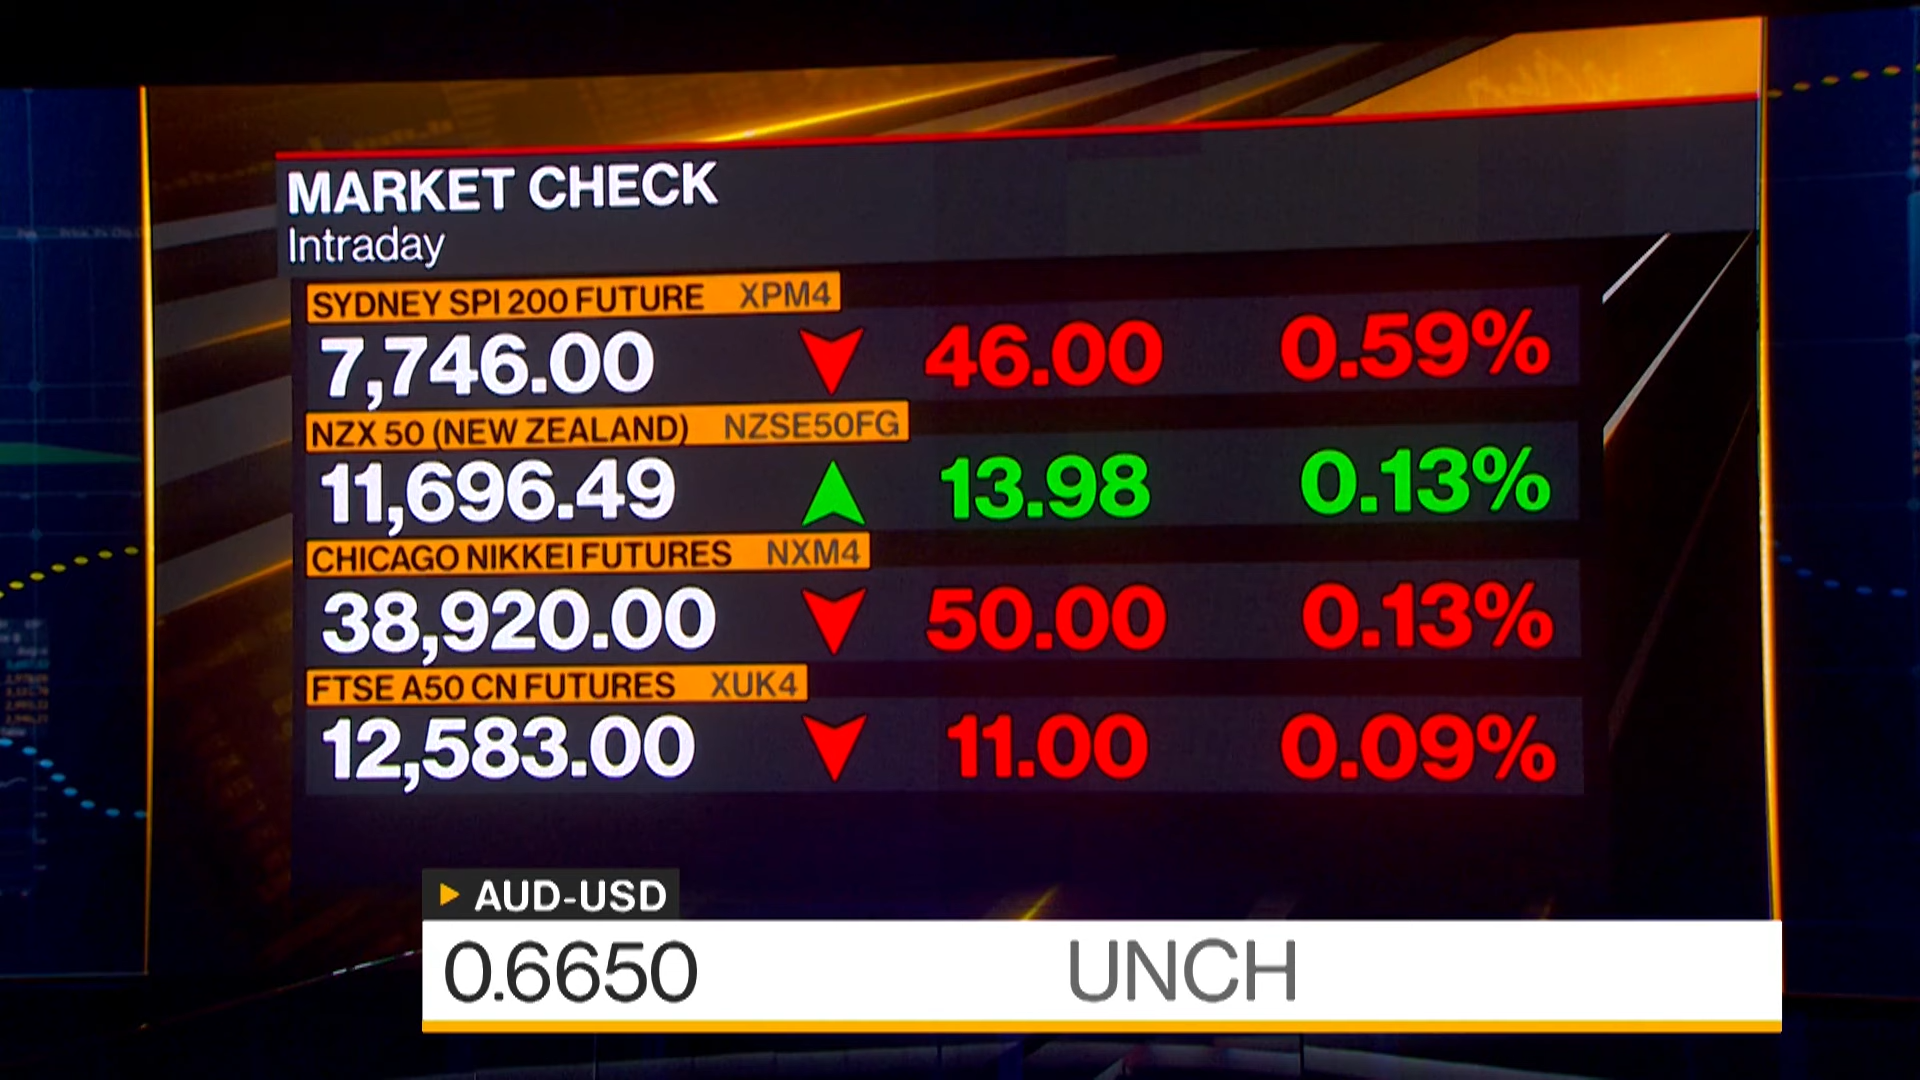 MARKET CHECK
Intraday
SYDNEY SPI 200 FUTURE XPM4
7,746.00 46.00 0.59%
NZX 50 (NEW ZEALAND) NZSE50FG
11,696.49 13.98 0.13%
CHICAGO NIKKEI FUTURES NXM4
38,920.00 50.00 0.13%
FTSE A50 CN FUTURES XUK4
12,583.00 11.00 0.09%
AUD-USD
0.6650 UNCH